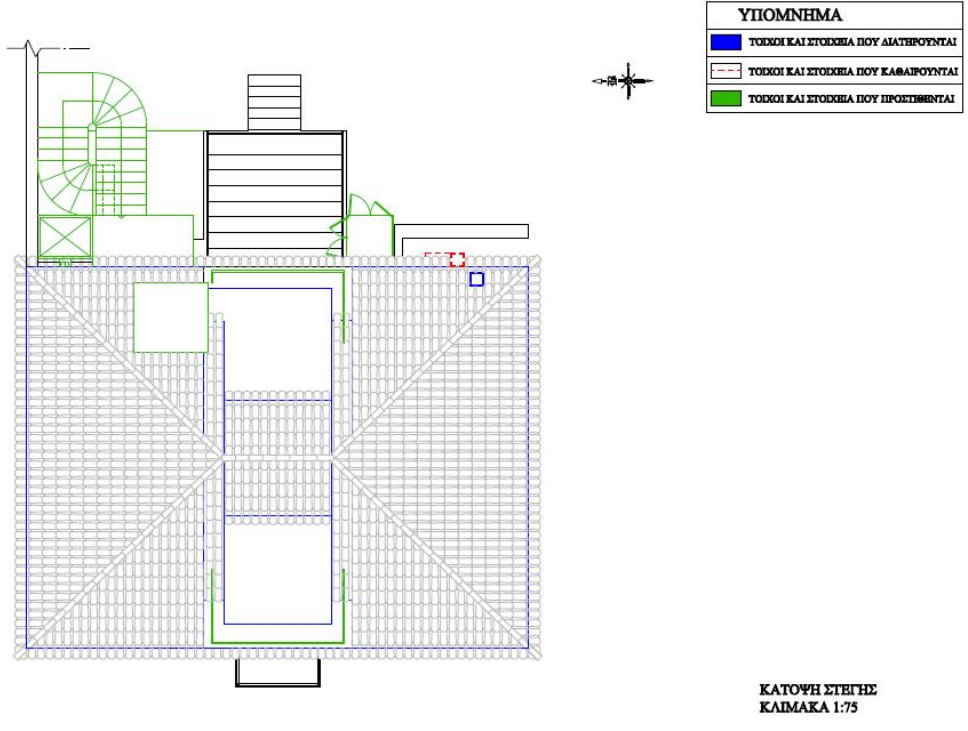 ΥΠΟΜΝΗΜΑ
ΤΟΙΧΟΙ ΚΑΙ ΣΤΟΙΧΕΙΑ ΠΟΥ ΔΙΑΤΗΡΟΥΝΤΑΙ
ΤΟΙΧΟΙ ΚΑΙ ΣΤΟΙΧΕΙΑ ΠΟΥ ΚΑΘΑΙΡΟΥΝΤΑΙ
ΤΟΙΧΟΙ ΚΑΙ ΣΤΟΙΧΕΙΑ ΠΟΥ ΠΡΟΣΤΙΘΕΝΤΑΙ
ΚΑΤΟΨΗ ΣΤΕΓΗΣ
ΚΛΙΜΑΚΑ 1:75